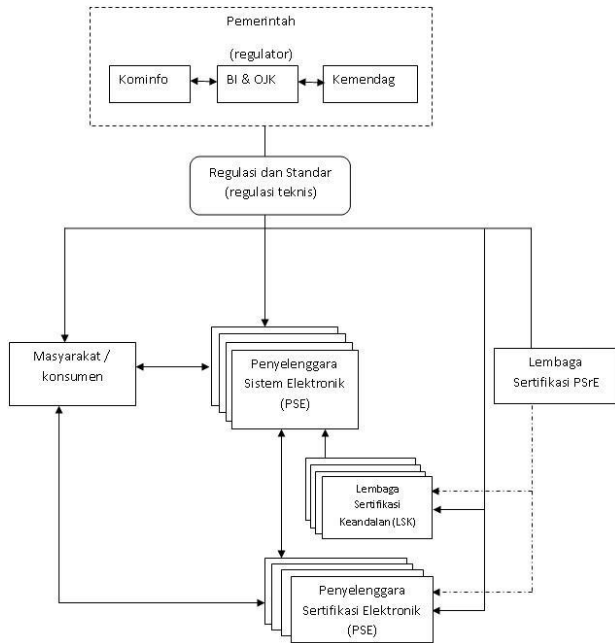 Pemerintah
(regulator)
Kominfo
BI & OJK
Kemendag
Regulasi dan Standar
(regulasi teknis)
Masyarakat /
konsumen
Penyelenggara
Sistem Elektronik
(PSE)
Lembaga
Sertifikasi PSrE
Lembaga
Sertifikasi
Keandalan (LSK)
Penyelenggara
Sertifikasi Elektronik
(PSE)